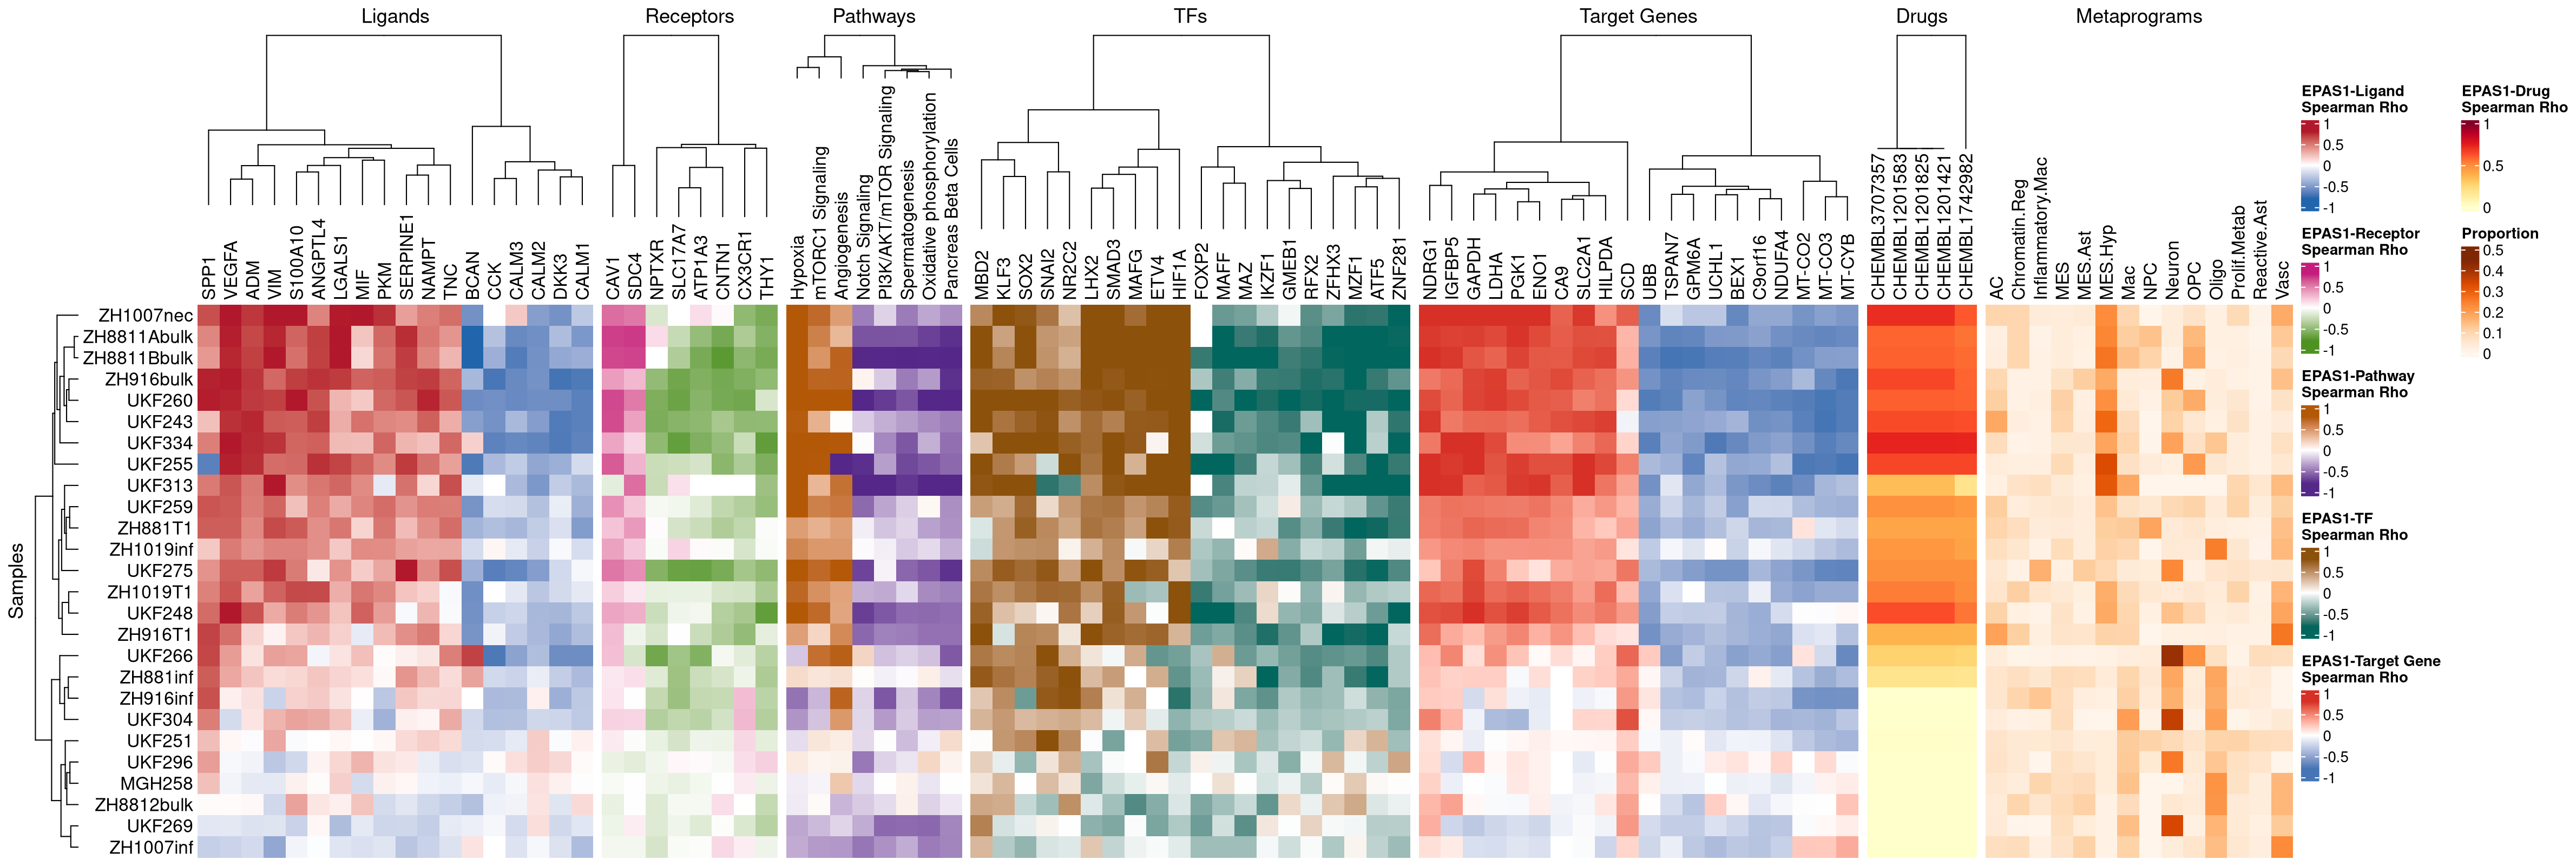 Ligands
Receptors
Pathways
TFs
Target Genes
Drugs
Metaprograms
SPP1
VEGFA
ADM
VIM
S100A10
ANGPTL4
LGALS1
MIF
PKM
SERPINE1
NAMPT
TNC
BCAN
CCK
CALM3
CALM2
DKK3
CALM1
CAV1
SDC4
NPTXR
SLC17A7
ATP1A3
CNTN1
CX3CR1
THY1
Hypoxia
mTORC1 Signaling
Angiogenesis
Notch Signaling
PI3K/AKT/mTOR Signaling
Spermatogenesis
Oxidative phosphorylation
Pancreas Beta Cells
MBD2
KLF3
SOX2
SNAI2
NR2C2
LHX2
SMAD3
MAFG
ETV4
HIF1A
FOXP2
MAFF
MAZ
IKZF1
GMEB1
RFX2
ZFHX3
MZF1
ATF5
ZNF281
NDRG1
IGFBP5
GAPDH
LDHA
PGK1
ENO1
CA9
SLC2A1
HILPDA
SCD
UBB
TSPAN7
GPM6A
UCHL1
BEX1
C9orf16
NDUFA4
MT-CO2
MT-CO3
MT-CYB
CHEMBL3707357
CHEMBL1201583
CHEMBL1201825
CHEMBL1201421
CHEMBL1742982
AC
Chromatin.Reg
Inflammatory.Mac
MES
MES.Ast
MES.Hyp
Mac
NPC
Neuron
OPC
Oligo
Prolif.Metab
Reactive.Ast
Vasc
Samples
ZH1007nec
ZH8811Abulk
ZH8811Bbulk
ZH916bulk
UKF260
UKF243
UKF334
UKF255
UKF313
UKF259
ZH881T1
ZH1019inf
UKF275
ZH1019T1
UKF248
ZH916T1
UKF266
ZH881inf
ZH916inf
UKF304
UKF251
UKF296
MGH258
ZH8812bulk
UKF269
ZH1007inf
EPAS1-Ligand
Spearman Rho
1
0.5
0
-0.5
-1
EPAS1-Receptor
Spearman Rho
1
0.5
0
-0.5
-1
EPAS1-Pathway
Spearman Rho
1
0.5
0
-0.5
-1
EPAS1-TF
Spearman Rho
1
0.5
0
-0.5
-1
EPAS1-Target Gene
Spearman Rho
1
0.5
0
-0.5
-1
EPAS1-Drug
Spearman Rho
1
0.5
0
Proportion
0.5
0.4
0.3
0.2
0.1
0